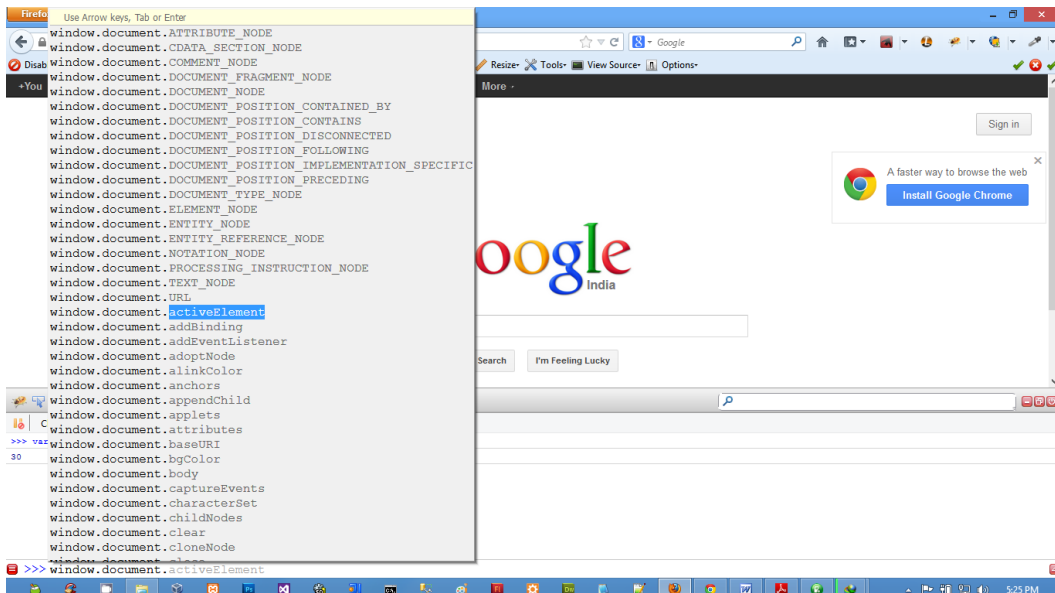 Firefo
Use Arrow keys, Tab or Enter
window.document.ATTRIBUTE_NODE
window.document.CDATA_SECTION_NODE
window.document.COMMENT_NODE
window.document.DOCUMENT_FRAGMENT_NODE
window.document.DOCUMENT_NODE
window.document.DOCUMENT_POSITION_CONTAINED_BY
window.document.DOCUMENT_POSITION_CONTAINS
window.document.DOCUMENT_POSITION_DISCONNECTED
window.document.DOCUMENT_POSITION_FOLLOWING
window.document.DOCUMENT_POSITION_IMPLEMENTATION_SPECIFIC
window.document.DOCUMENT_POSITION_PRECEDING
window.document.DOCUMENT_TYPE_NODE
window.document.ELEMENT_NODE
window.document.ENTITY_NODE
window.document.ENTITY_REFERENCE_NODE
window.document.NOTATION_NODE
window.document.PROCESSING_INSTRUCTION_NODE
window.document.TEXT_NODE
window.document.URL
window.document.activeElement
window.document.addBinding
window.document.addEventListener
window.document.adoptNode
window.document.alinkColor
window.document.anchors
window.document.appendChild
window.document.applets
window.document.attributes
window.document.baseURI
window.document.bgColor
window.document.body
window.document.captureEvents
window.document.characterSet
window.document.childNodes
window.document.clear
window.document.cloneNode
Google
Disab
Resize Tools View Source Options
+You
More
Sign in
A faster way to browse the web
Install Google Chrome
oogle
India
Search
I'm Feeling Lucky
C
>>> var
30
>>> window.document.activeElement
5:25 PM